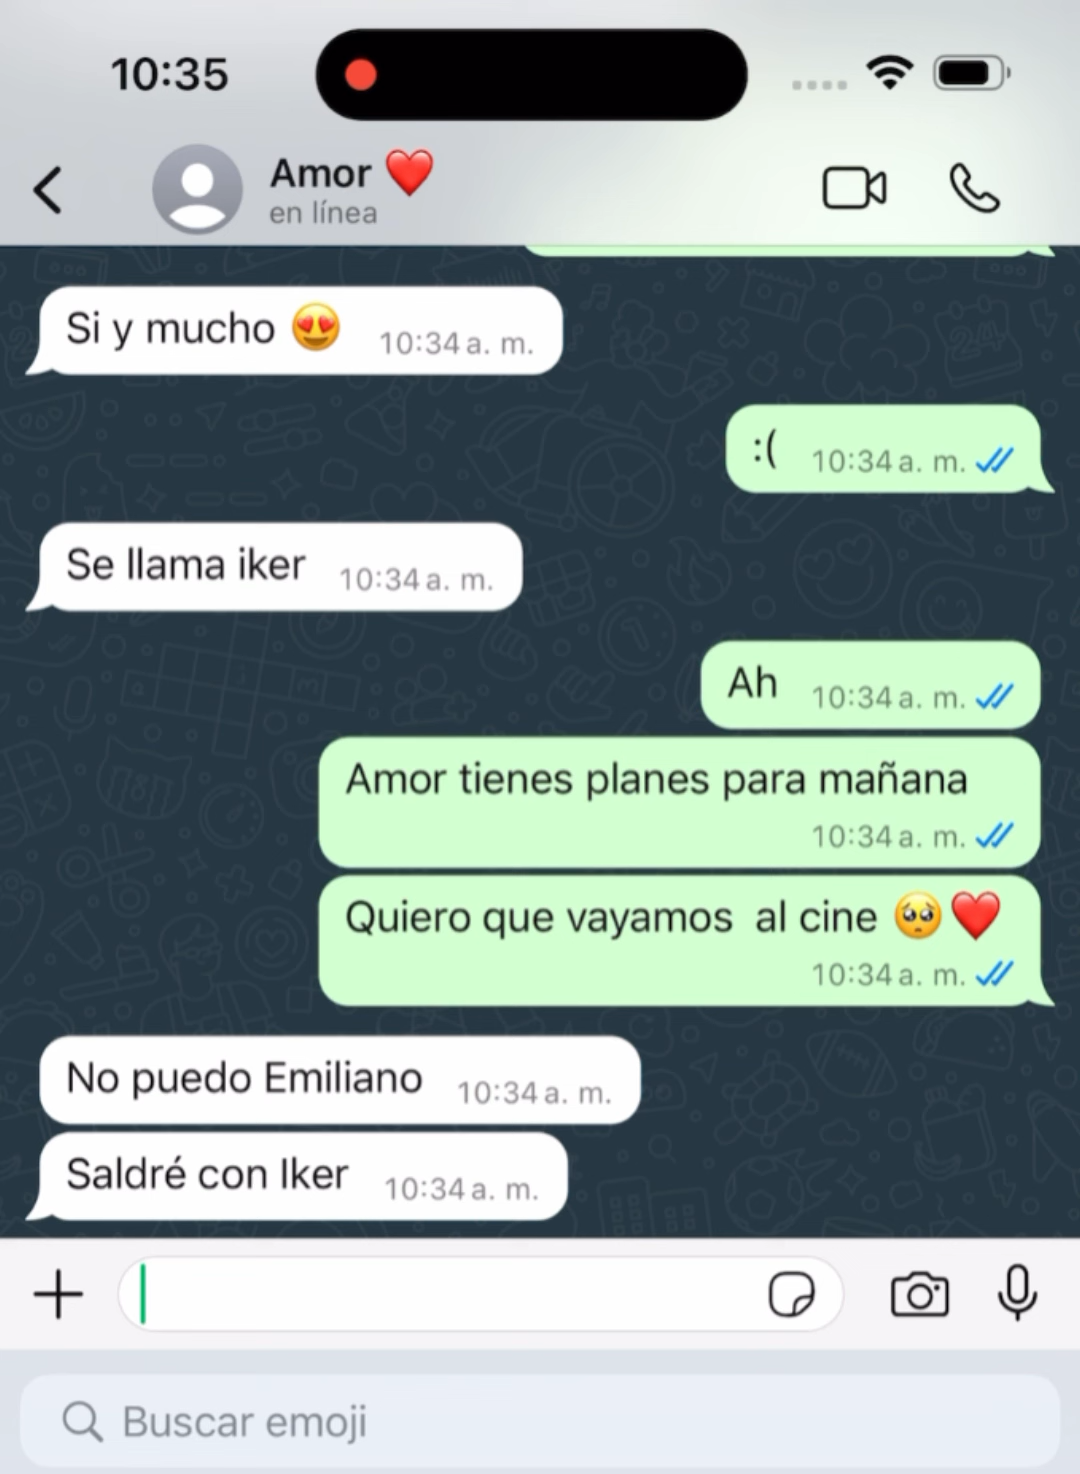 10:35
Amor ❤️
en línea
Si y mucho 😍 10:34 a. m.
:( 10:34 a. m.
Se llama iker 10:34 a. m.
Ah 10:34 a. m.
Amor tienes planes para mañana
10:34 a. m.
Quiero que vayamos  al cine 🥺❤️
10:34 a. m.
No puedo Emiliano 10:34 a. m.
Saldré con Iker 10:34 a. m.
Buscar emoji